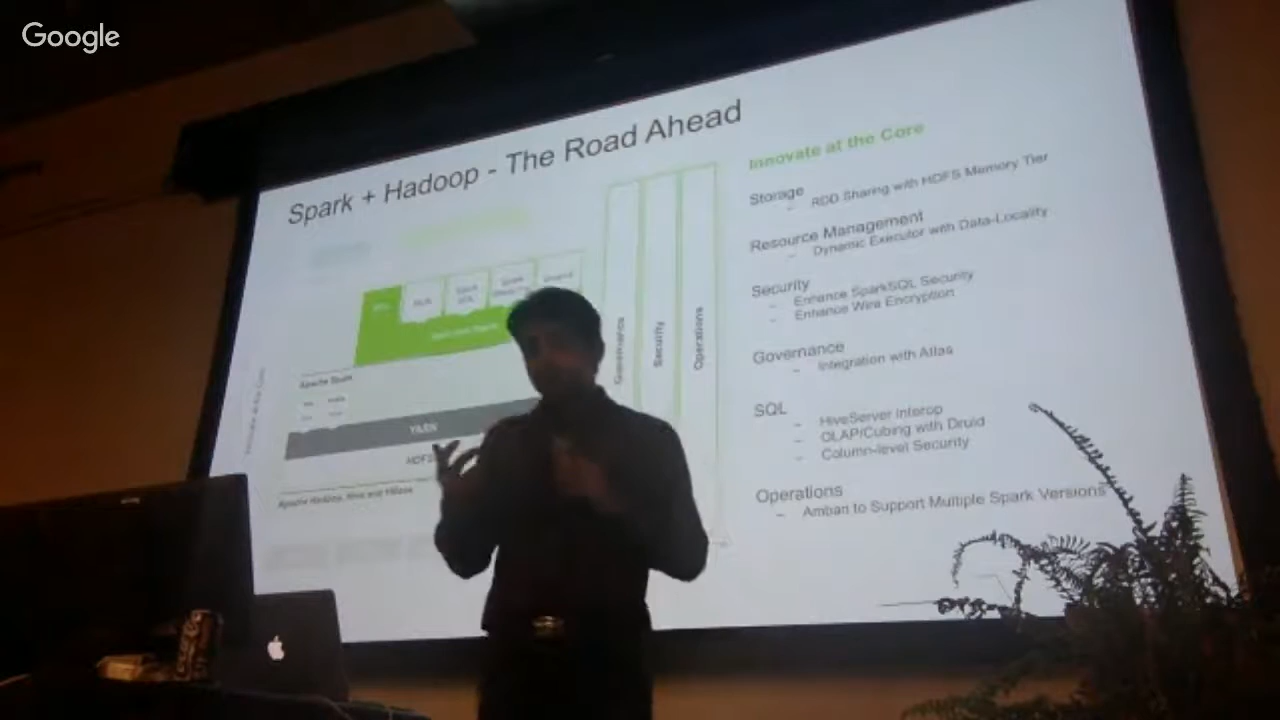 Google
Spark + Hadoop - The Road Ahead
Innovate at the Core
Storage
- RDD Sharing with HDFS Memory Tier
Resource Management
- Dynamic Executor with Data-Locality
Security
- Enhance SparkSQL Security
- Enhance Wire Encryption
Governance
- Integration with Atlas
SQL
- HiveServer Interop
- OLAP/Cubing with Druid
- Column-level Security
Operations
- Ambari to Support Multiple Spark Versions
Governance
Security
Operations
Apache Spark
YARN
HDFS
Apache Hadoop, Hive and HBase